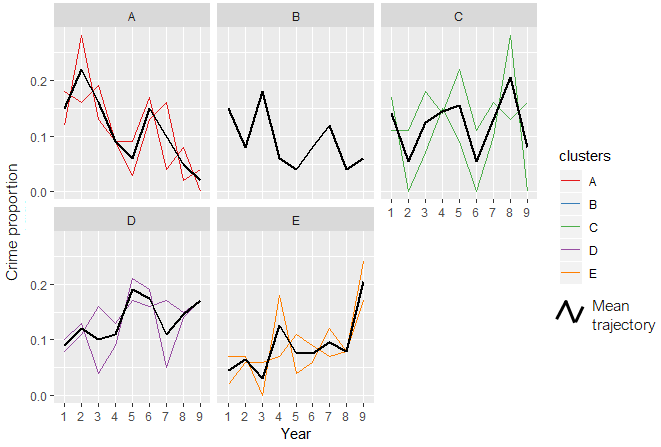 A B C
0.2
0.1
0.0
1 2 3 4 5 6 7 8 9
D E
0.2
0.1
0.0
1 2 3 4 5 6 7 8 9 1 2 3 4 5 6 7 8 9
Year
Crime proportion
clusters
A
B
C
D
E
Mean
trajectory